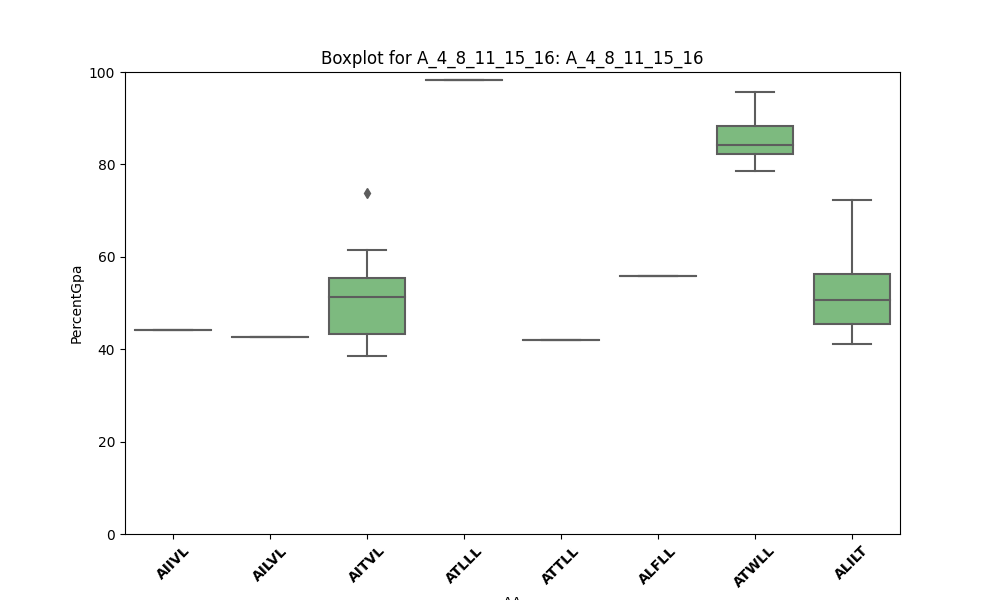 Boxplot for A_4_8_11_15_16: A_4_8_11_15_16
100
80
60
40
20
0
PercentGpa
AIIVL
AILVL
AITVL
ATLLL
ATTLL
ALFLL
ATWLL
ALILT